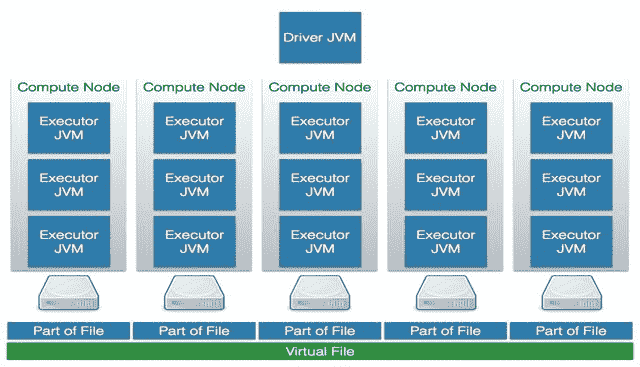 Driver JVM
Compute Node
Compute Node
Compute Node
Compute Node
Compute Node
Executor
JVM
Executor
JVM
Executor
JVM
Executor
JVM
Executor
JVM
Executor
JVM
Executor
JVM
Executor
JVM
Executor
JVM
Executor
JVM
Executor
JVM
Executor
JVM
Executor
JVM
Executor
JVM
Executor
JVM
Part of File
Part of File
Part of File
Part of File
Part of File
Virtual File